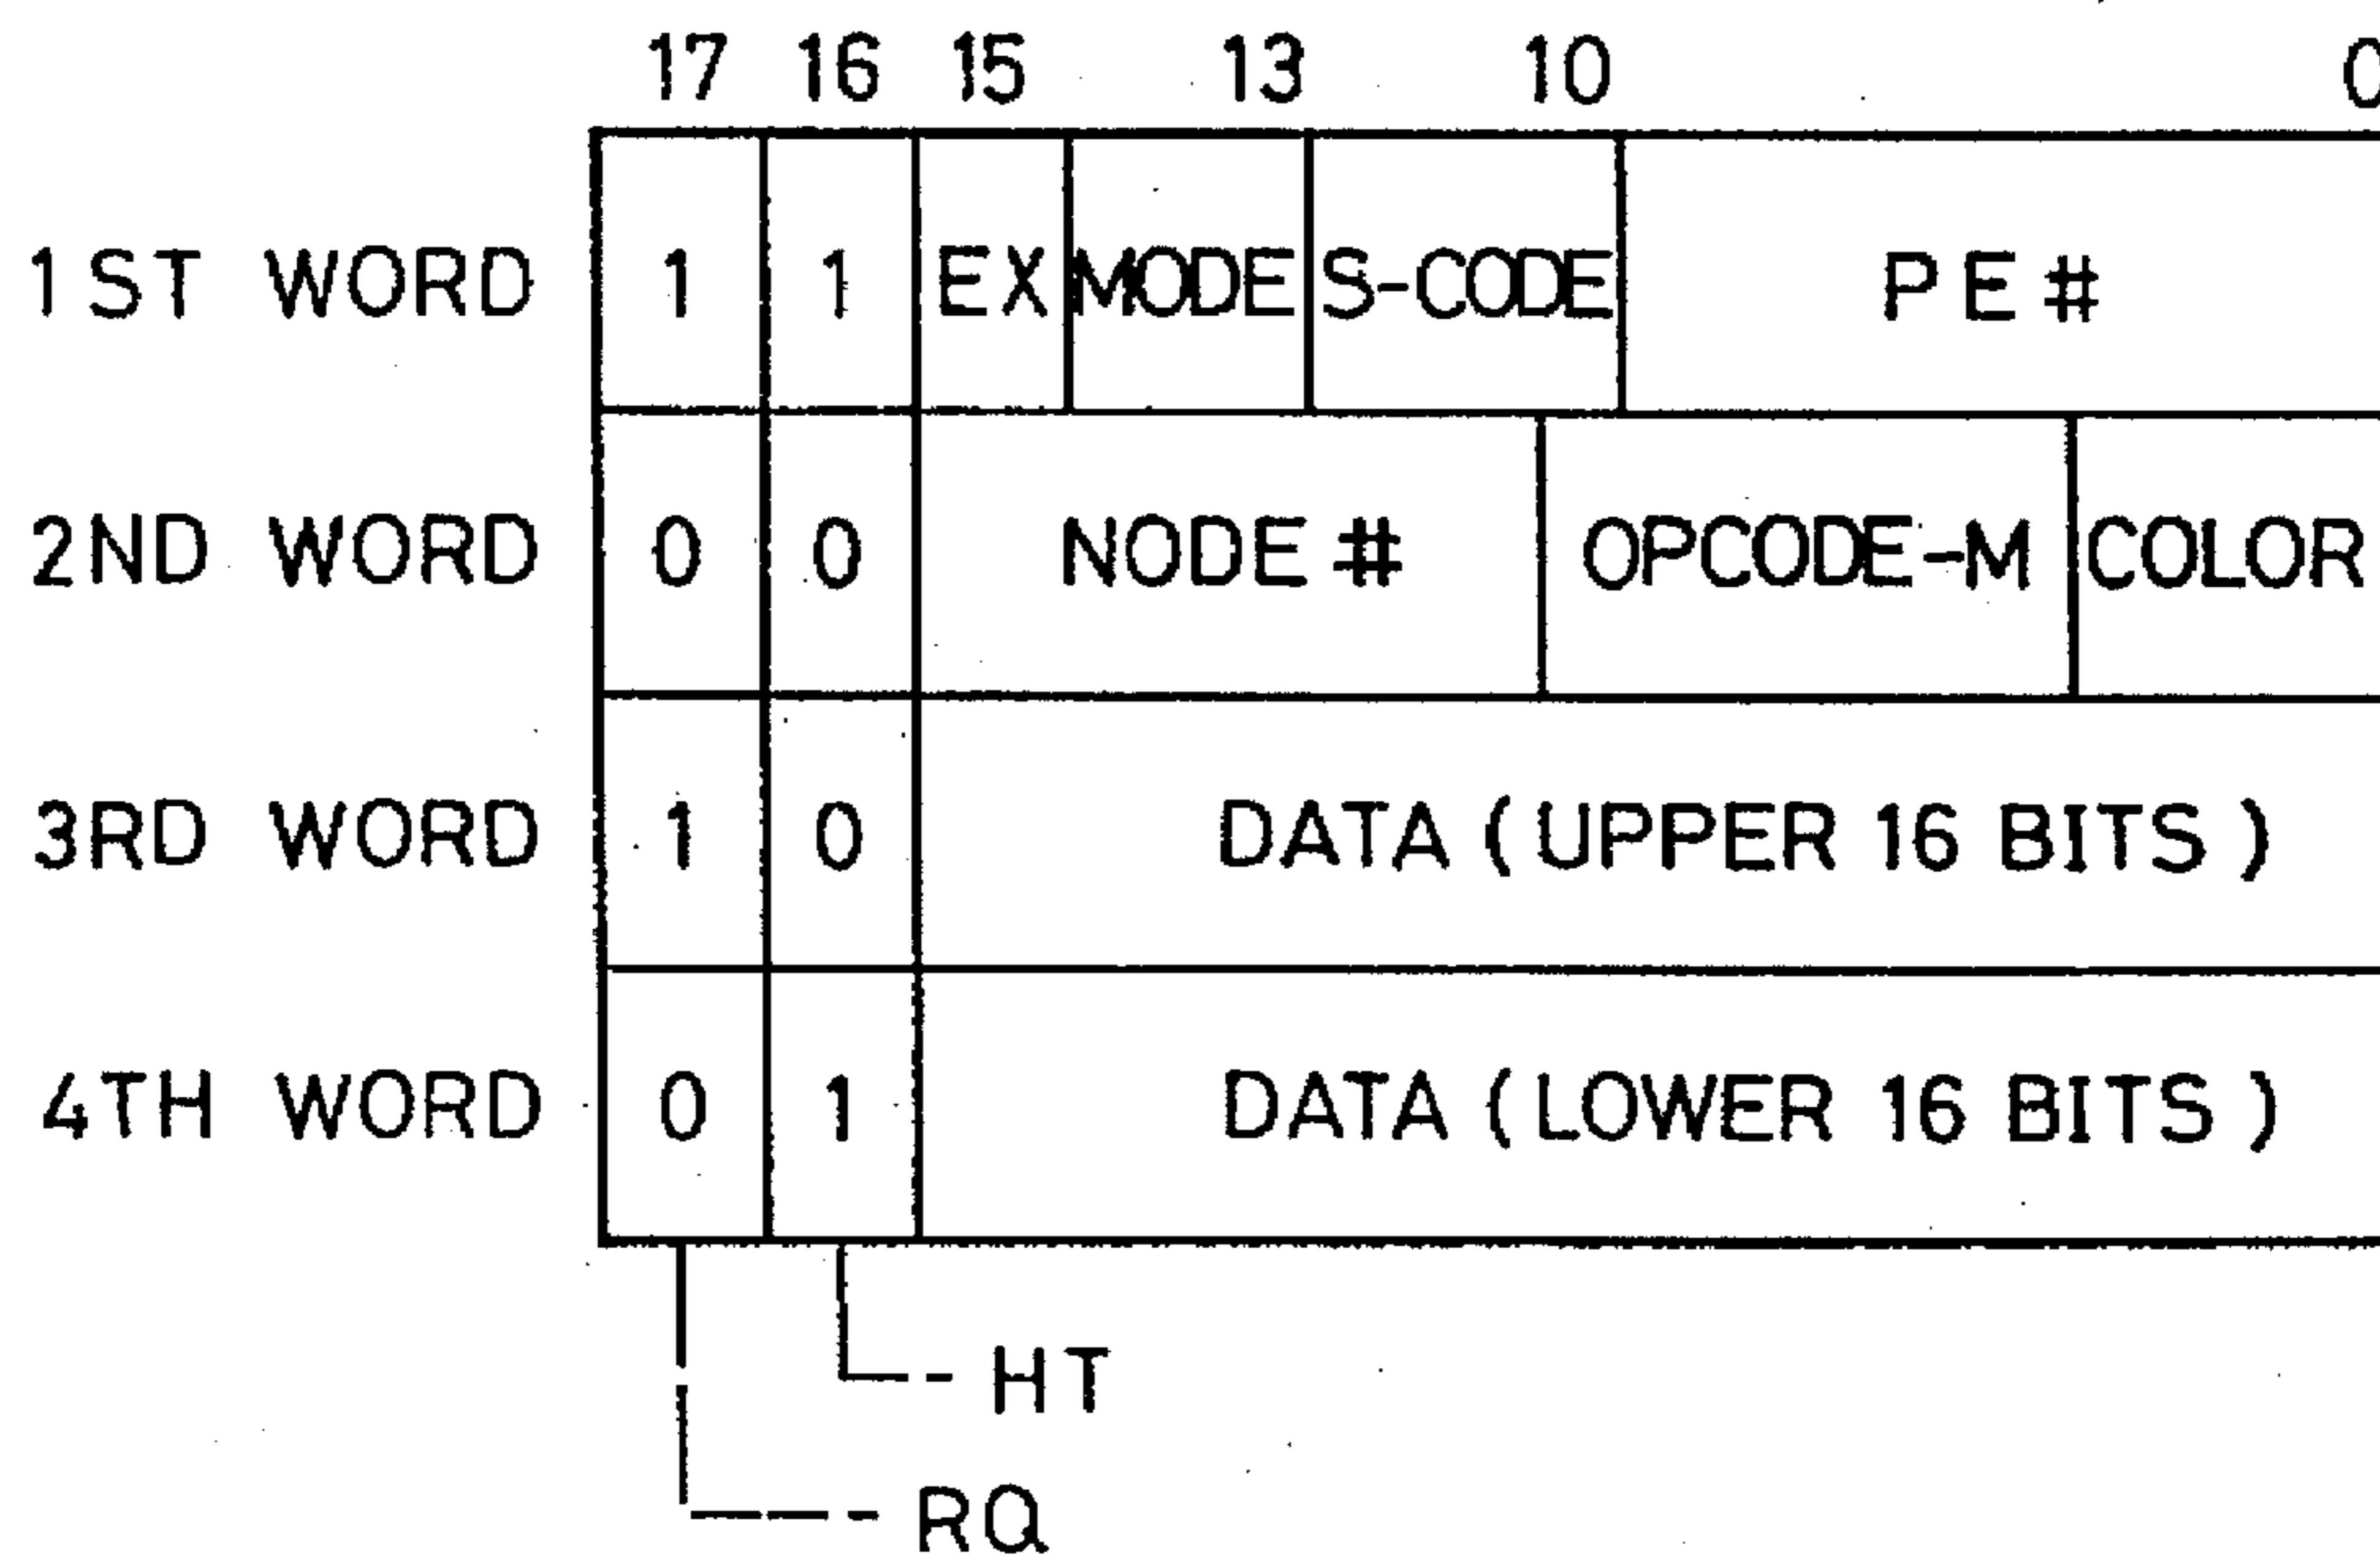 17 16 15 13 10 0
1ST WORD 1 1 EX MODE S-CODE PE#
2ND WORD 0 0 NODE# OPCODE-M COLOR
3RD WORD 1 0 DATA (UPPER 16 BITS)
4TH WORD 0 1 DATA (LOWER 16 BITS)
HT
RQ